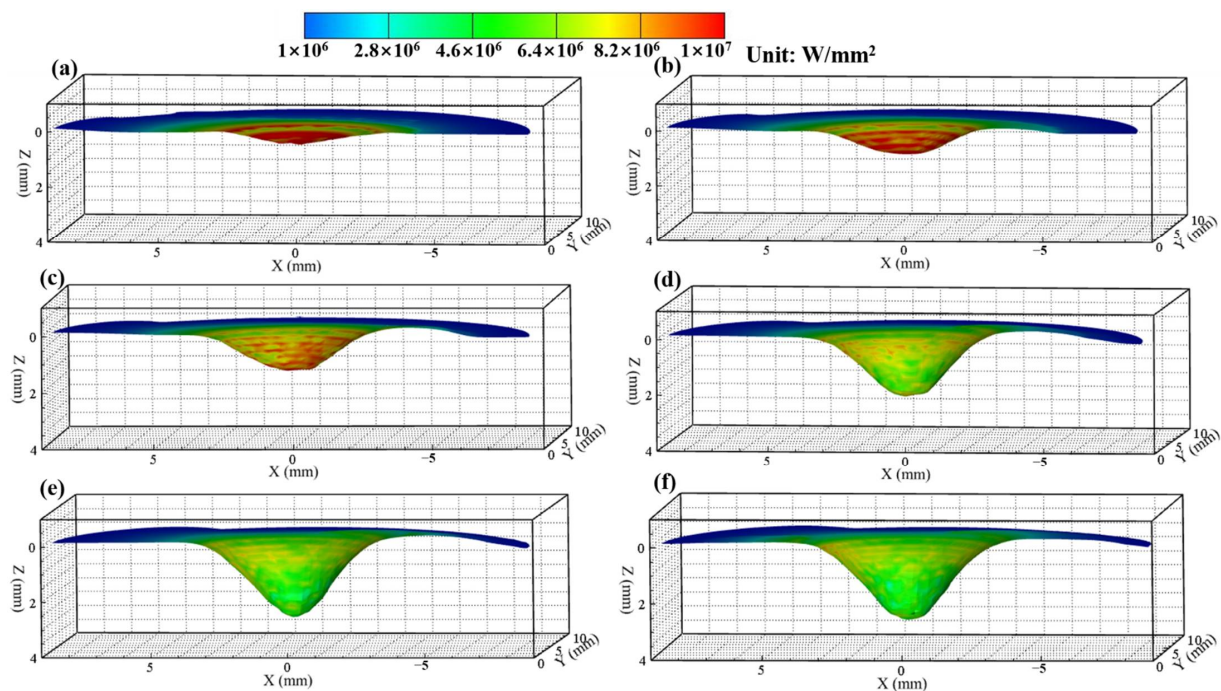 1×10⁶ 2.8×10⁶ 4.6×10⁶ 6.4×10⁶ 8.2×10⁶ 1×10⁷ Unit: W/mm²
(a)
0
2
4
Z (mm)
5 0 −5
X (mm)
0 5 10
Y (mm)
(b)
0
2
4
Z (mm)
5 0 −5
X (mm)
0 5 10
Y (mm)
(c)
0
2
4
Z (mm)
5 0 −5
X (mm)
0 5 10
Y (mm)
(d)
0
2
4
Z (mm)
5 0 −5
X (mm)
0 5 10
Y (mm)
(e)
0
2
4
Z (mm)
5 0 −5
X (mm)
0 5 10
Y (mm)
(f)
0
2
4
Z (mm)
5 0 −5
X (mm)
0 5 10
Y (mm)